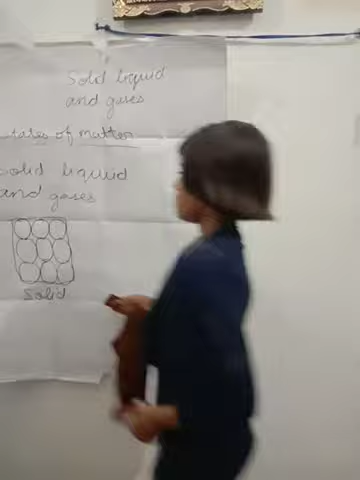 Solid liquid
and gases
states of matter
solid liquid
and gases
Solid